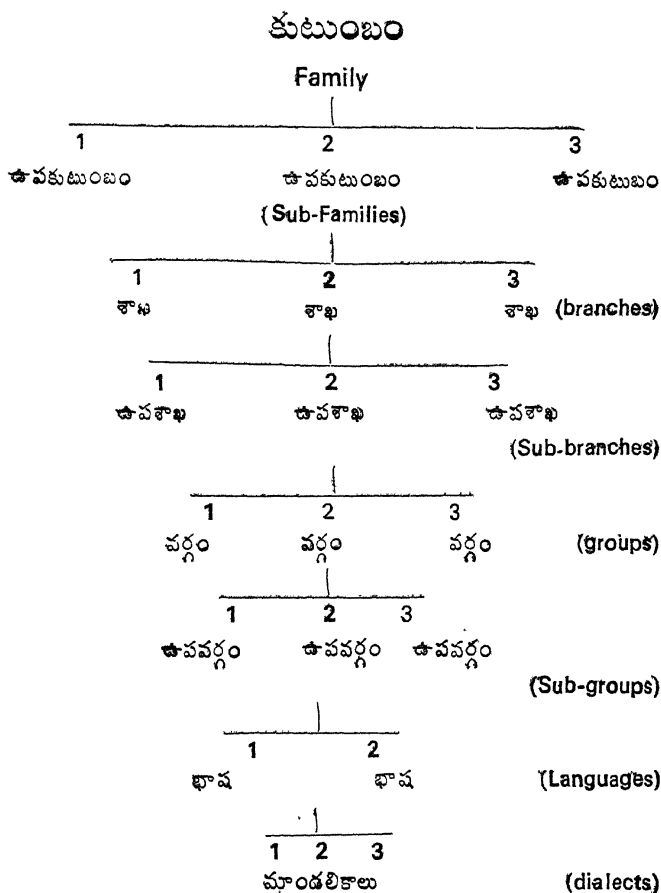 కుటుంబం
Family
1 2 3
ఉపకుటుంబం ఉపకుటుంబం ఉపకుటుబం
(Sub-Families)
1 2 3
శాఖ శాఖ శాఖ (branches)
1 2 3
ఉపశాఖ ఉపశాఖ ఉపశాఖ
(Sub-branches)
1 2 3
వర్గం వర్గం వర్గం (groups)
1 2 3
ఉపవర్గం ఉపవర్గం ఉపవర్గం
(Sub-groups)
1 2
భాష భాష (Languages)
1 2 3
మాండలికాలు (dialects)